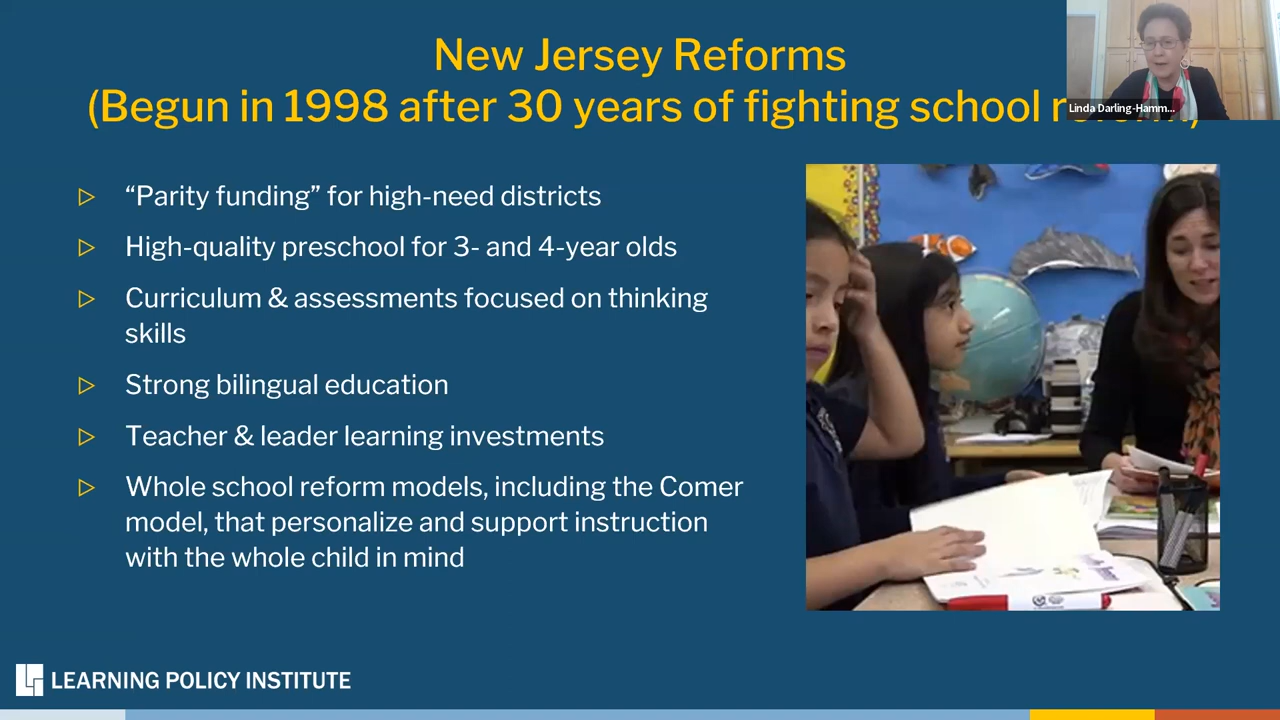 New Jersey Reforms
(Begun in 1998 after 30 years of fighting school
Linda Darling-Hamm...
"Parity funding" for high-need districts
High-quality preschool for 3- and 4-year olds
Curriculum & assessments focused on thinking
skills
Strong bilingual education
Teacher & leader learning investments
Whole school reform models, including the Comer
model, that personalize and support instruction
with the whole child in mind
LEARNING POLICY INSTITUTE